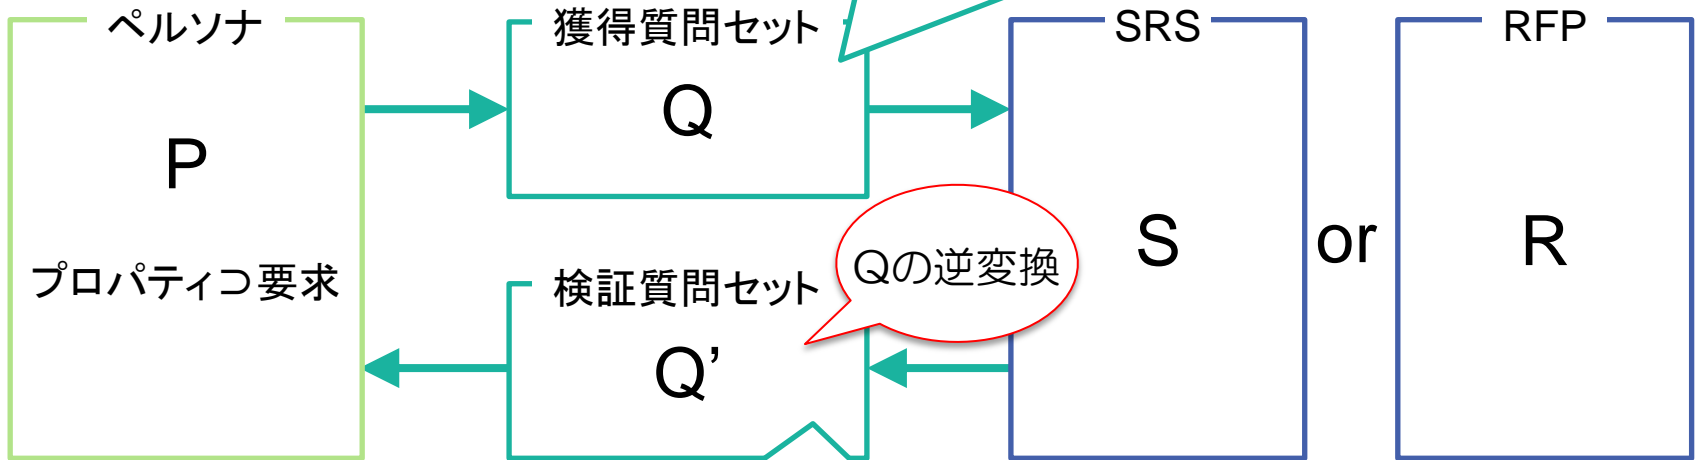 ペルソナ
P
プロパティ⊃要求
獲得質問セット
Q
検証質問セット
Q’
Qの逆変換
SRS
S
or
RFP
R